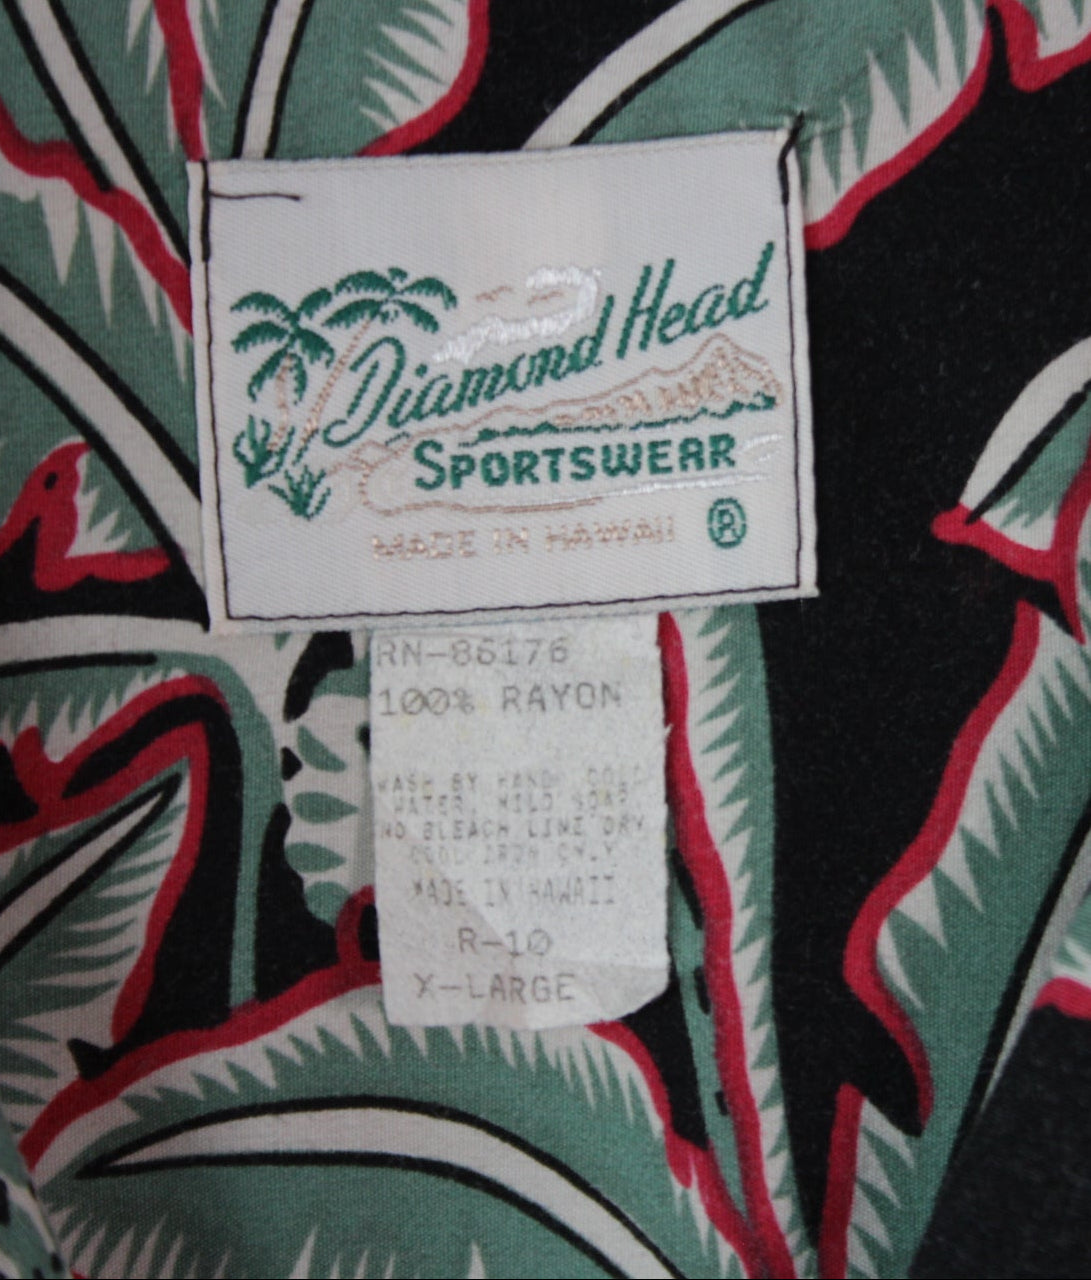 Diamond Head
SPORTSWEAR
MADE IN HAWAII ®
RN-86176
100% RAYON
WASH BY HAND COLD
WATER, MILD SOAP,
NO BLEACH LINE DRY
COOL IRON ONLY
MADE IN HAWAII
R-10
X-LARGE